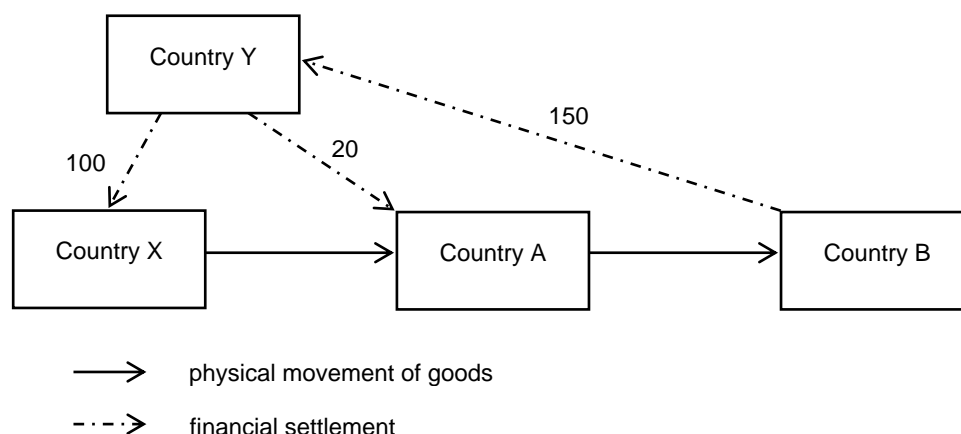 Country Y
150
100
20
Country X
Country A
Country B
physical movement of goods
financial settlement